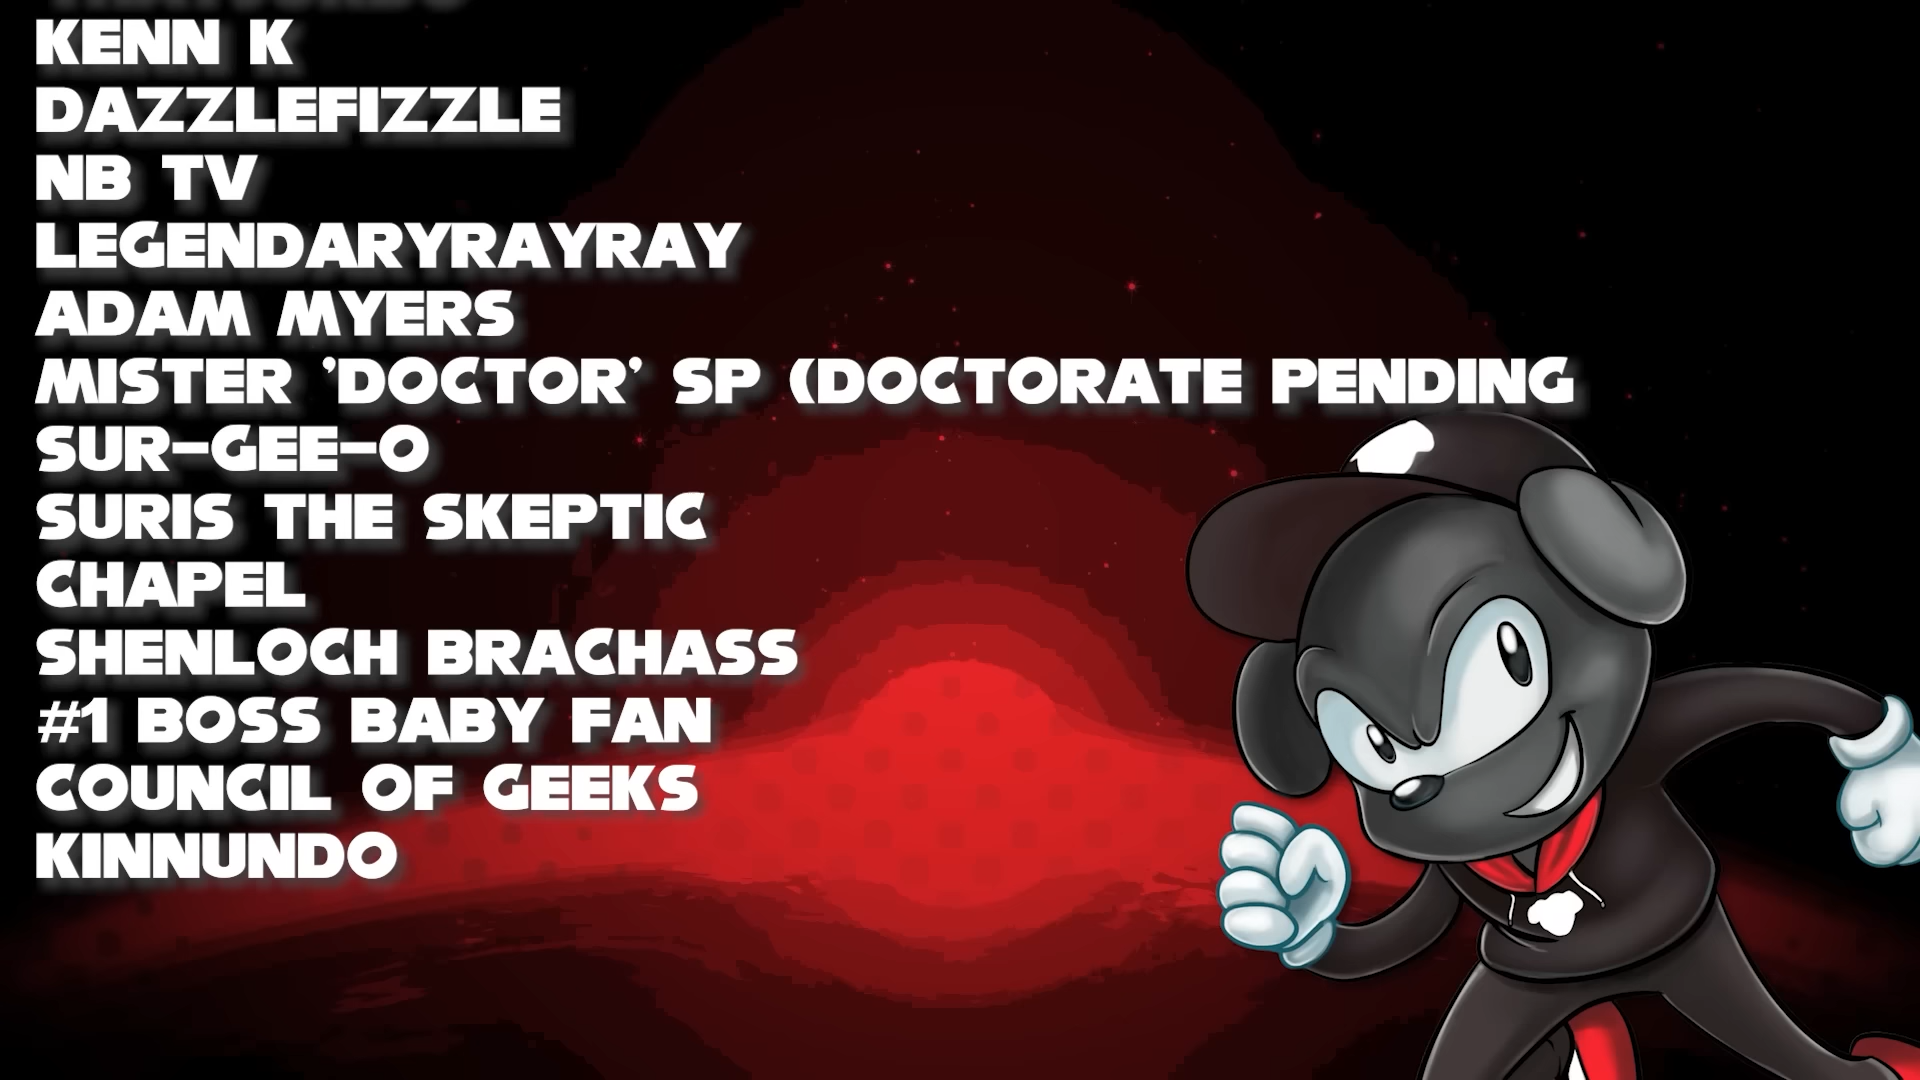 KENN K
DAZZLEFIZZLE
NB TV
LEGENDARYRAYRAY
ADAM MYERS
MISTER 'DOCTOR' SP (DOCTORATE PENDING
SUR-GEE-O
SURIS THE SKEPTIC
CHAPEL
SHENLOCH BRACHASS
#1 BOSS BABY FAN
COUNCIL OF GEEKS
KINNUNDO